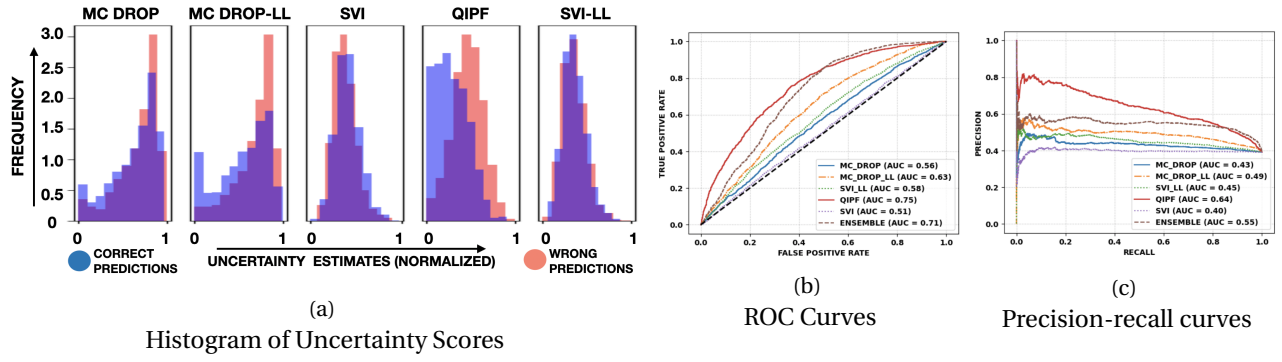 MC DROP MC DROP-LL SVI QIPF SVI-LL
FREQUENCY
3.0
2.0
1.0
1.5
0.5
0
0 1 0 1 0 1 0 1 0 1
CORRECT
PREDICTIONS
UNCERTAINTY ESTIMATES (NORMALIZED)
WRONG
PREDICTIONS
(a)
Histogram of Uncertainty Scores
TRUE POSITIVE RATE
1.0
0.8
0.6
0.4
0.2
0.0
MC_DROP (AUC = 0.56)
MC_DROP_LL (AUC = 0.63)
SVI_LL (AUC = 0.58)
QIPF (AUC = 0.75)
SVI (AUC = 0.51)
ENSEMBLE (AUC = 0.71)
0.0 0.2 0.4 0.6 0.8 1.0
FALSE POSITIVE RATE
(b)
ROC Curves
PRECISION
1.0
0.8
0.6
0.4
0.2
0.0
MC_DROP (AUC = 0.43)
MC_DROP_LL (AUC = 0.49)
SVI_LL (AUC = 0.45)
QIPF (AUC = 0.64)
SVI (AUC = 0.40)
ENSEMBLE (AUC = 0.55)
0.0 0.2 0.4 0.6 0.8 1.0
RECALL
(c)
Precision-recall curves